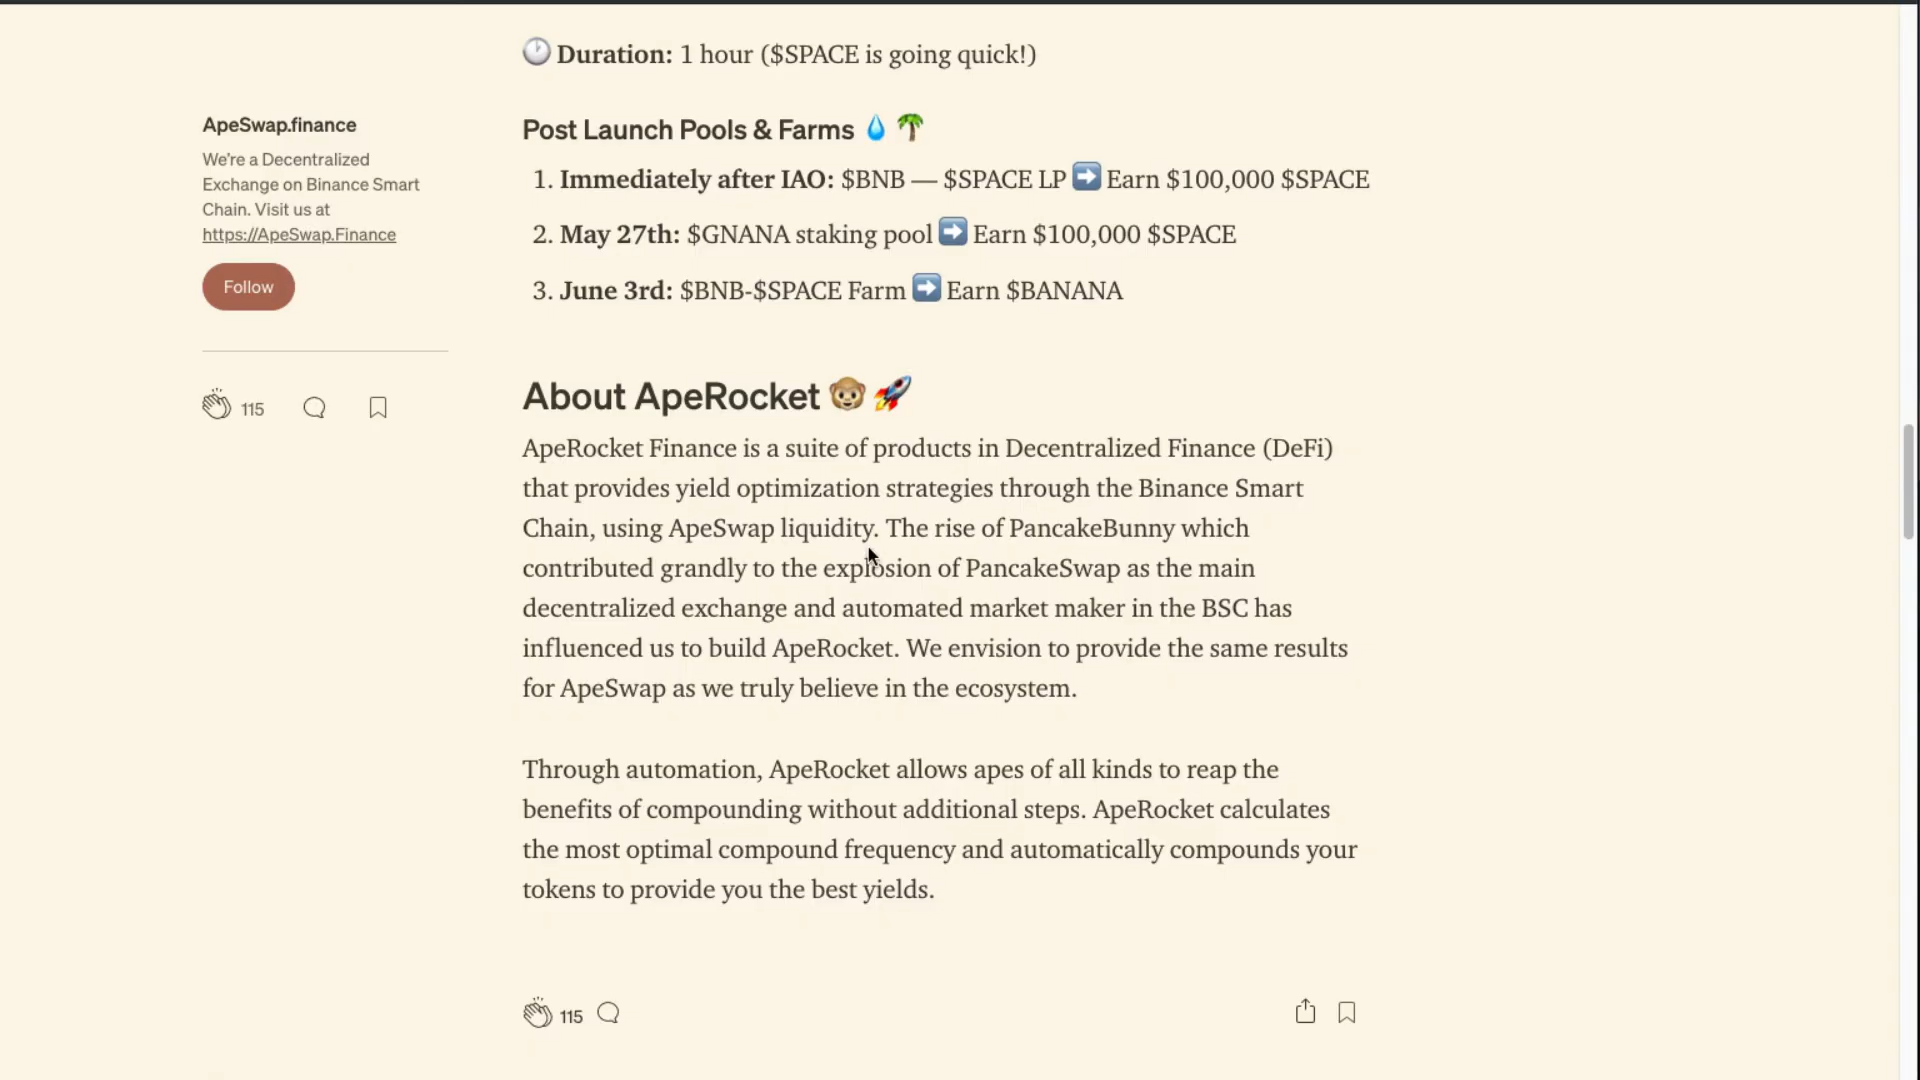 🕐 Duration: 1 hour ($SPACE is going quick!)
ApeSwap.finance
We're a Decentralized
Exchange on Binance Smart
Chain. Visit us at
https://ApeSwap.Finance
Follow
115
Post Launch Pools & Farms 💧 🌴
1. Immediately after IAO: $BNB — $SPACE LP ➡️ Earn $100,000 $SPACE
2. May 27th: $GNANA staking pool ➡️ Earn $100,000 $SPACE
3. June 3rd: $BNB-$SPACE Farm ➡️ Earn $BANANA
About ApeRocket 🐵 🚀
ApeRocket Finance is a suite of products in Decentralized Finance (DeFi)
that provides yield optimization strategies through the Binance Smart
Chain, using ApeSwap liquidity. The rise of PancakeBunny which
contributed grandly to the explosion of PancakeSwap as the main
decentralized exchange and automated market maker in the BSC has
influenced us to build ApeRocket. We envision to provide the same results
for ApeSwap as we truly believe in the ecosystem.
Through automation, ApeRocket allows apes of all kinds to reap the
benefits of compounding without additional steps. ApeRocket calculates
the most optimal compound frequency and automatically compounds your
tokens to provide you the best yields.
115